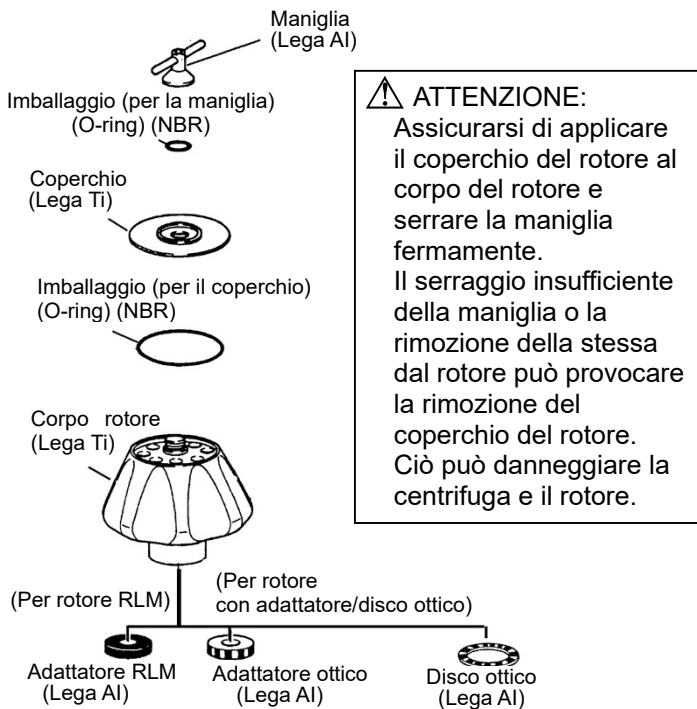 Maniglia
(Lega Al)
Imballaggio (per la maniglia)
(O-ring) (NBR)
Coperchio
(Lega Ti)
Imballaggio (per il coperchio)
(O-ring) (NBR)
Corpo rotore
(Lega Ti)
(Per rotore RLM)
(Per rotore
con adattatore/disco ottico)
Adattatore RLM
(Lega Al)
Adattatore ottico
(Lega Al)
Disco ottico
(Lega Al)
ATTENZIONE:
Assicurarsi di applicare
il coperchio del rotore al
corpo del rotore e
serrare la maniglia
fermamente.
Il serraggio insufficiente
della maniglia o la
rimozione della stessa
dal rotore può provocare
la rimozione del
coperchio del rotore.
Ciò può danneggiare la
centrifuga e il rotore.